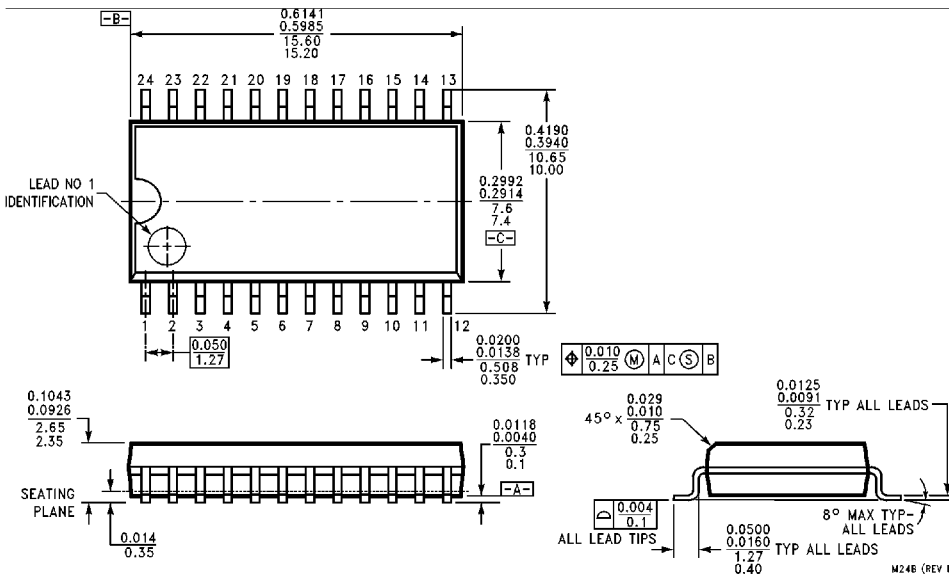 -B-
0.6141
0.5985
15.60
15.20
24 23 22 21 20 19 18 17 16 15 14 13
0.4190
0.3940
10.65
10.00
LEAD NO 1
IDENTIFICATION
0.2992
0.2914
7.6
7.4
-C-
1 2 3 4 5 6 7 8 9 10 11 12
0.050
1.27
0.0200
0.0138 TYP
0.508
0.350
⌖ 0.010 Ⓜ A C Ⓢ B
0.25
0.1043
0.0926
2.65
2.35
0.0118
0.0040
0.3
0.1
-A-
SEATING
PLANE
0.014
0.35
45° x 0.029
0.010
0.75
0.25
0.0125
0.0091 TYP ALL LEADS
0.32
0.23
0.004
0.1
ALL LEAD TIPS
8° MAX TYP-
ALL LEADS
0.0500
0.0160 TYP ALL LEADS
1.27
0.40
M24B (REV